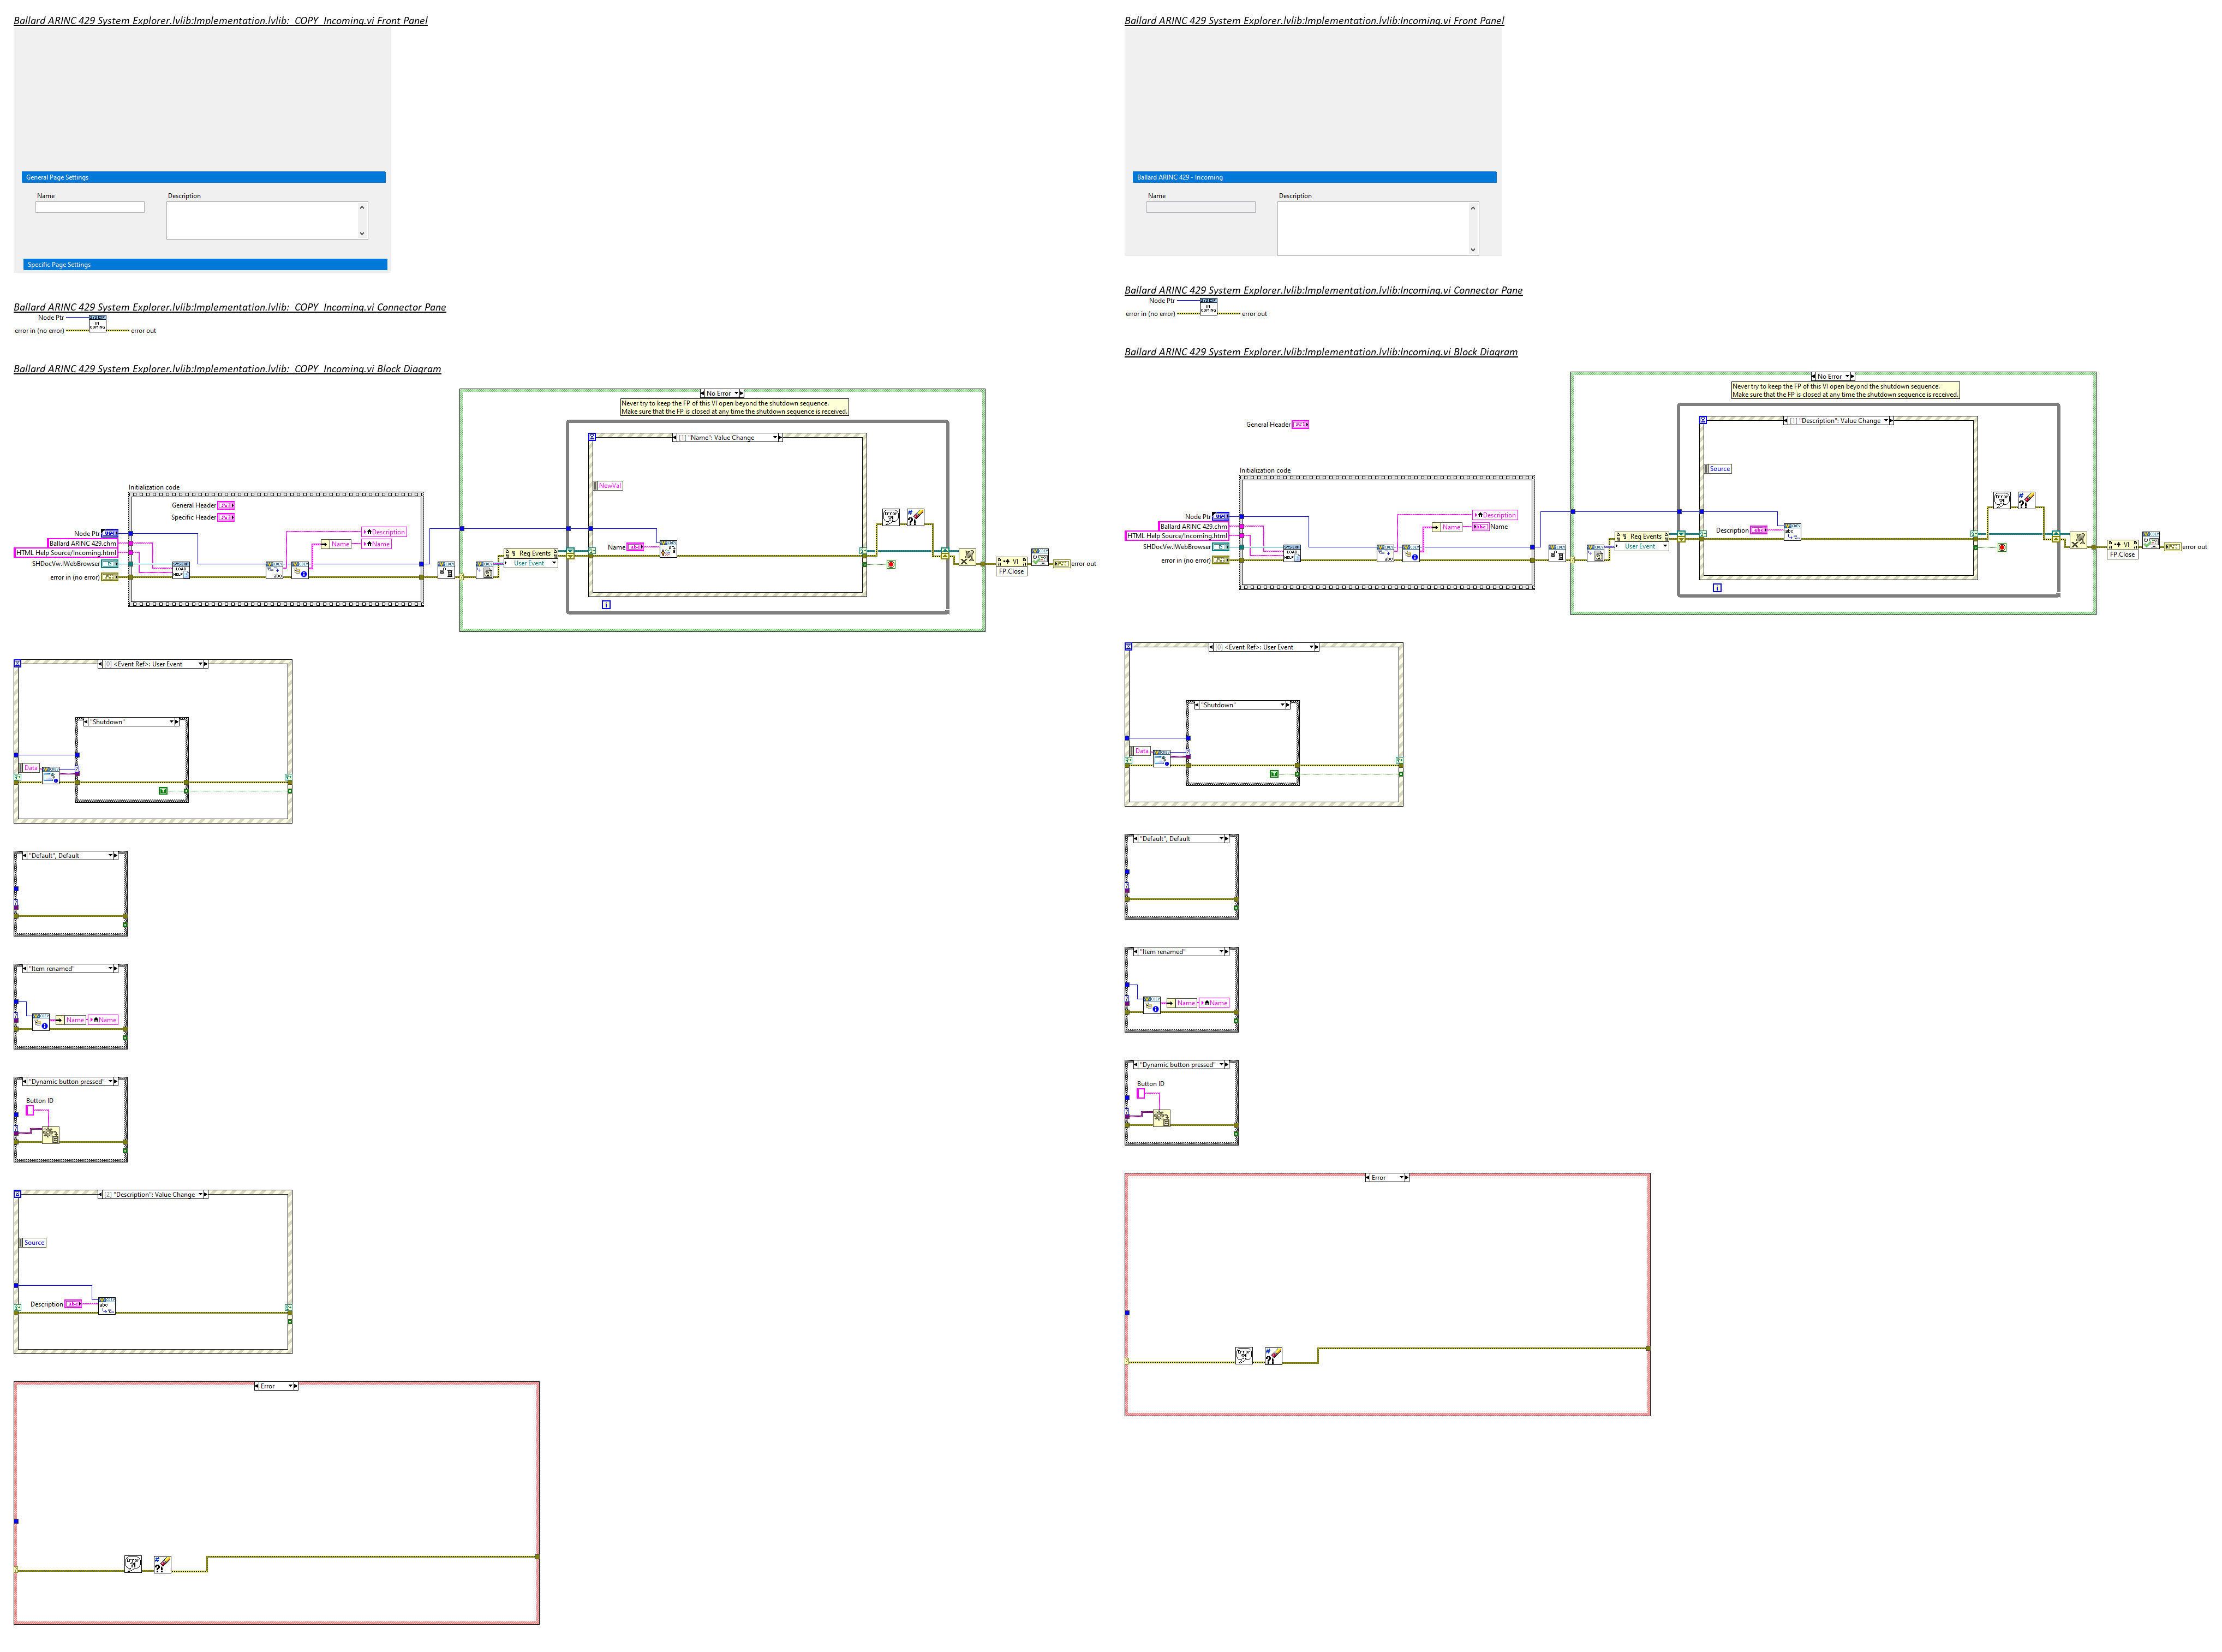 Ballard ARINC 429 System Explorer.lvlib:Implementation.lvlib:_COPY_Incoming.vi Front Panel
General Page Settings
Name
Description
Specific Page Settings
Ballard ARINC 429 System Explorer.lvlib:Implementation.lvlib:_COPY_Incoming.vi Connector Pane
Node Ptr
error in (no error)
error out
Ballard ARINC 429 System Explorer.lvlib:Implementation.lvlib:_COPY_Incoming.vi Block Diagram
No Error
Never try to keep the FP of this VI open beyond the shutdown sequence.
Make sure that the FP is closed at any time the shutdown sequence is received.
[1] "Name": Value Change
NewVal
Initialization code
General Header
Specific Header
Node Ptr
Ballard ARINC 429.chm
HTML Help Source/Incoming.html
SHDocVw.IWebBrowser
error in (no error)
LOAD
HELP
Description
Name
Name
Reg Events
User Event
Name
VI
FP.Close
error out
[0] <Event Ref>: User Event
"Shutdown"
Data
"Default", Default
"Item renamed"
Name
Name
"Dynamic button pressed"
Button ID
[2] "Description": Value Change
Source
Description
Error
Ballard ARINC 429 System Explorer.lvlib:Implementation.lvlib:Incoming.vi Front Panel
Ballard ARINC 429 - Incoming
Name
Description
Ballard ARINC 429 System Explorer.lvlib:Implementation.lvlib:Incoming.vi Connector Pane
Node Ptr
error in (no error)
error out
Ballard ARINC 429 System Explorer.lvlib:Implementation.lvlib:Incoming.vi Block Diagram
No Error
Never try to keep the FP of this VI open beyond the shutdown sequence.
Make sure that the FP is closed at any time the shutdown sequence is received.
[1] "Description": Value Change
General Header
Source
Initialization code
Node Ptr
Ballard ARINC 429.chm
HTML Help Source/Incoming.html
SHDocVw.IWebBrowser
error in (no error)
LOAD
HELP
Description
Name
Name
Reg Events
User Event
Description
VI
FP.Close
error out
[0] <Event Ref>: User Event
"Shutdown"
Data
"Default", Default
"Item renamed"
Name
Name
"Dynamic button pressed"
Button ID
Error